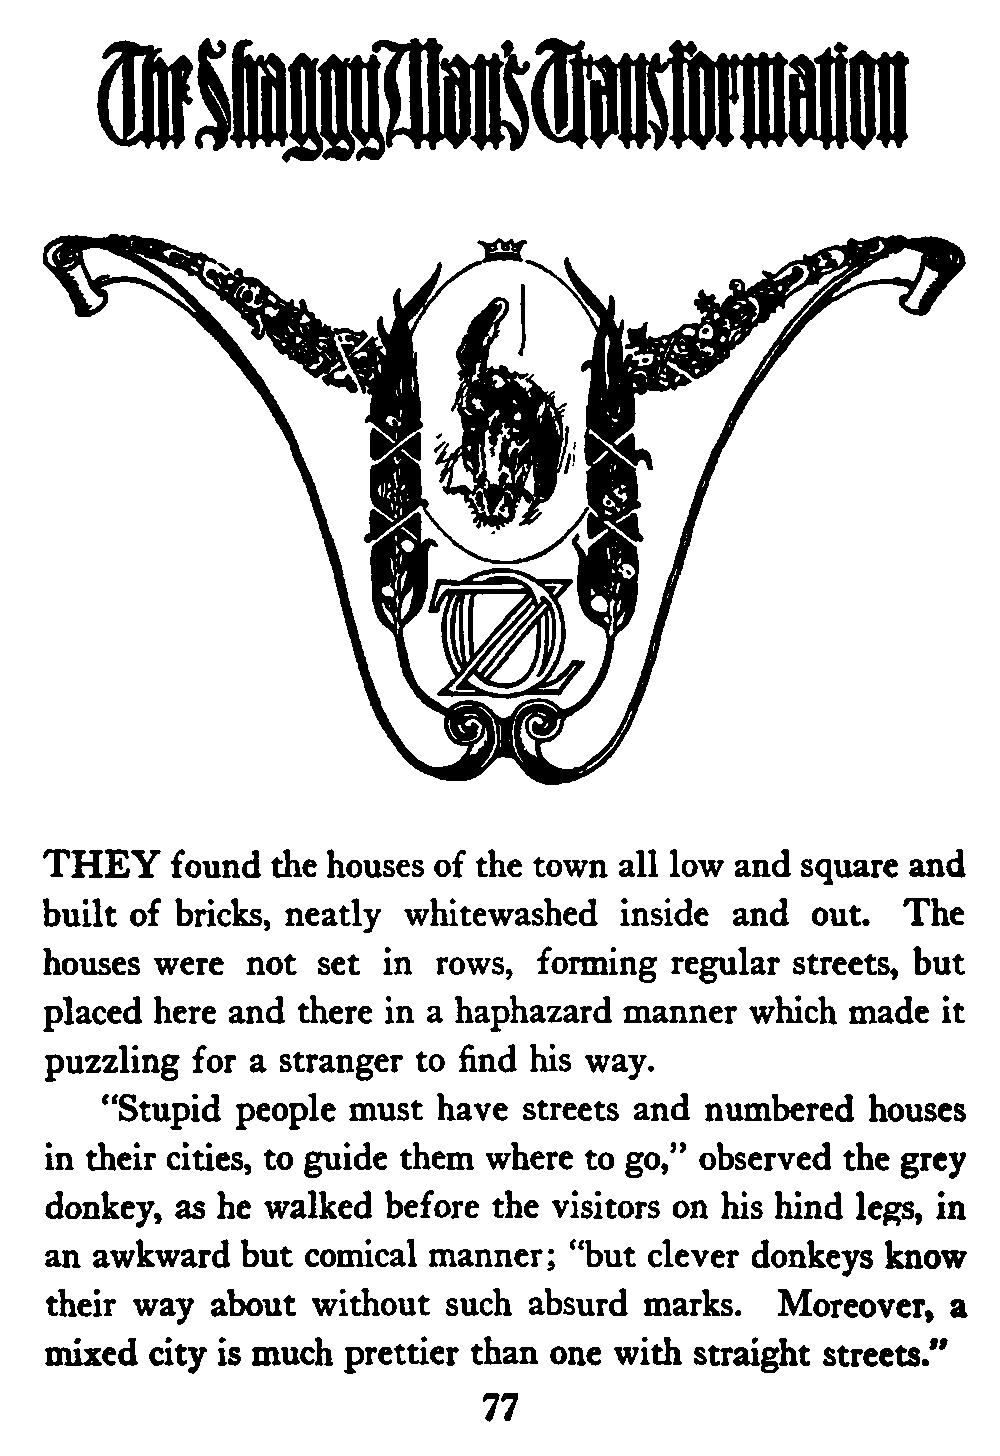 The Shaggy Man's Transformation
OZ
THEY found the houses of the town all low and square and
built of bricks, neatly whitewashed inside and out. The
houses were not set in rows, forming regular streets, but
placed here and there in a haphazard manner which made it
puzzling for a stranger to find his way.
“Stupid people must have streets and numbered houses
in their cities, to guide them where to go,” observed the grey
donkey, as he walked before the visitors on his hind legs, in
an awkward but comical manner; “but clever donkeys know
their way about without such absurd marks. Moreover, a
mixed city is much prettier than one with straight streets.”
77